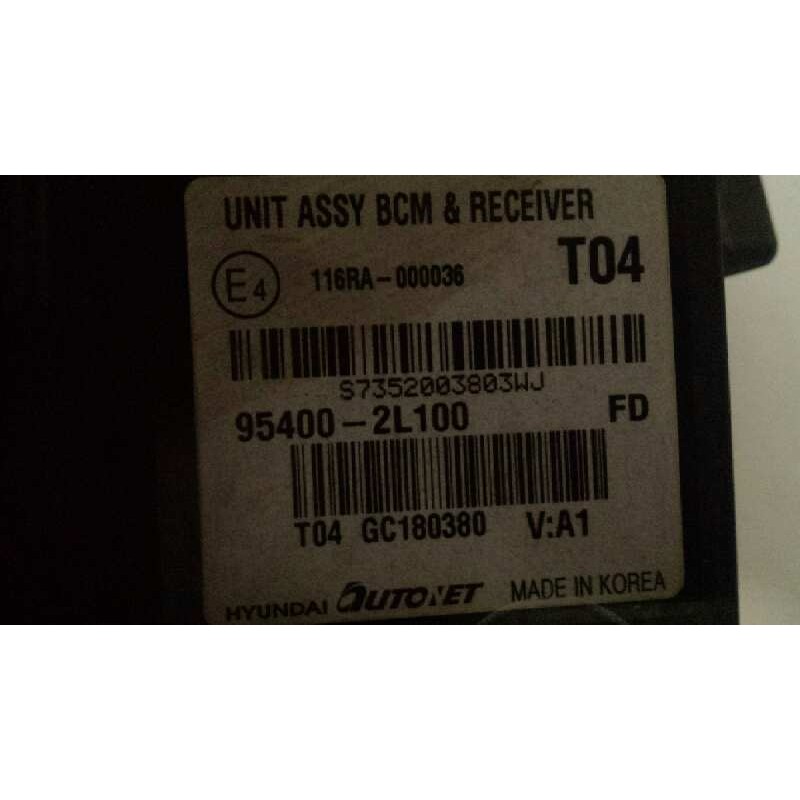 UNIT ASSY BCM & RECEIVER
E4 116RA-000036 T04
S7352003803WJ
95400-2L100 FD
T04 GC180380 V:A1
HYUNDAI AUTONET MADE IN KOREA